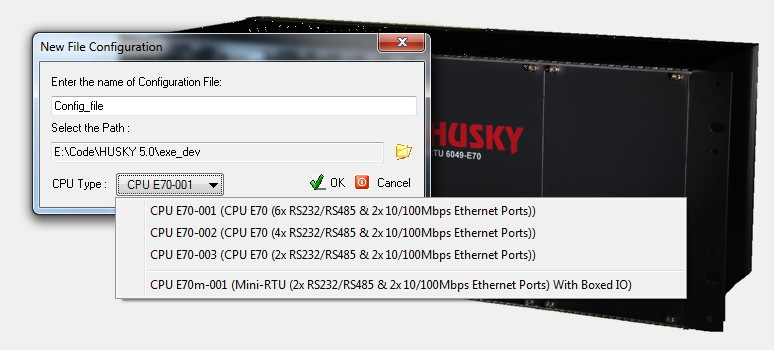 New File Configuration
Enter the name of Configuration File:
Config_file
Select the Path :
E:\Code\HUSKY 5.0\exe_dev
CPU Type :
CPU E70-001
OK
Cancel
HUSKY
RTU 6049-E70
CPU E70-001 (CPU E70 (6x RS232/RS485 & 2x 10/100Mbps Ethernet Ports))
CPU E70-002 (CPU E70 (4x RS232/RS485 & 2x 10/100Mbps Ethernet Ports))
CPU E70-003 (CPU E70 (2x RS232/RS485 & 2x 10/100Mbps Ethernet Ports))
CPU E70m-001 (Mini-RTU (2x RS232/RS485 & 2x 10/100Mbps Ethernet Ports) With Boxed IO)